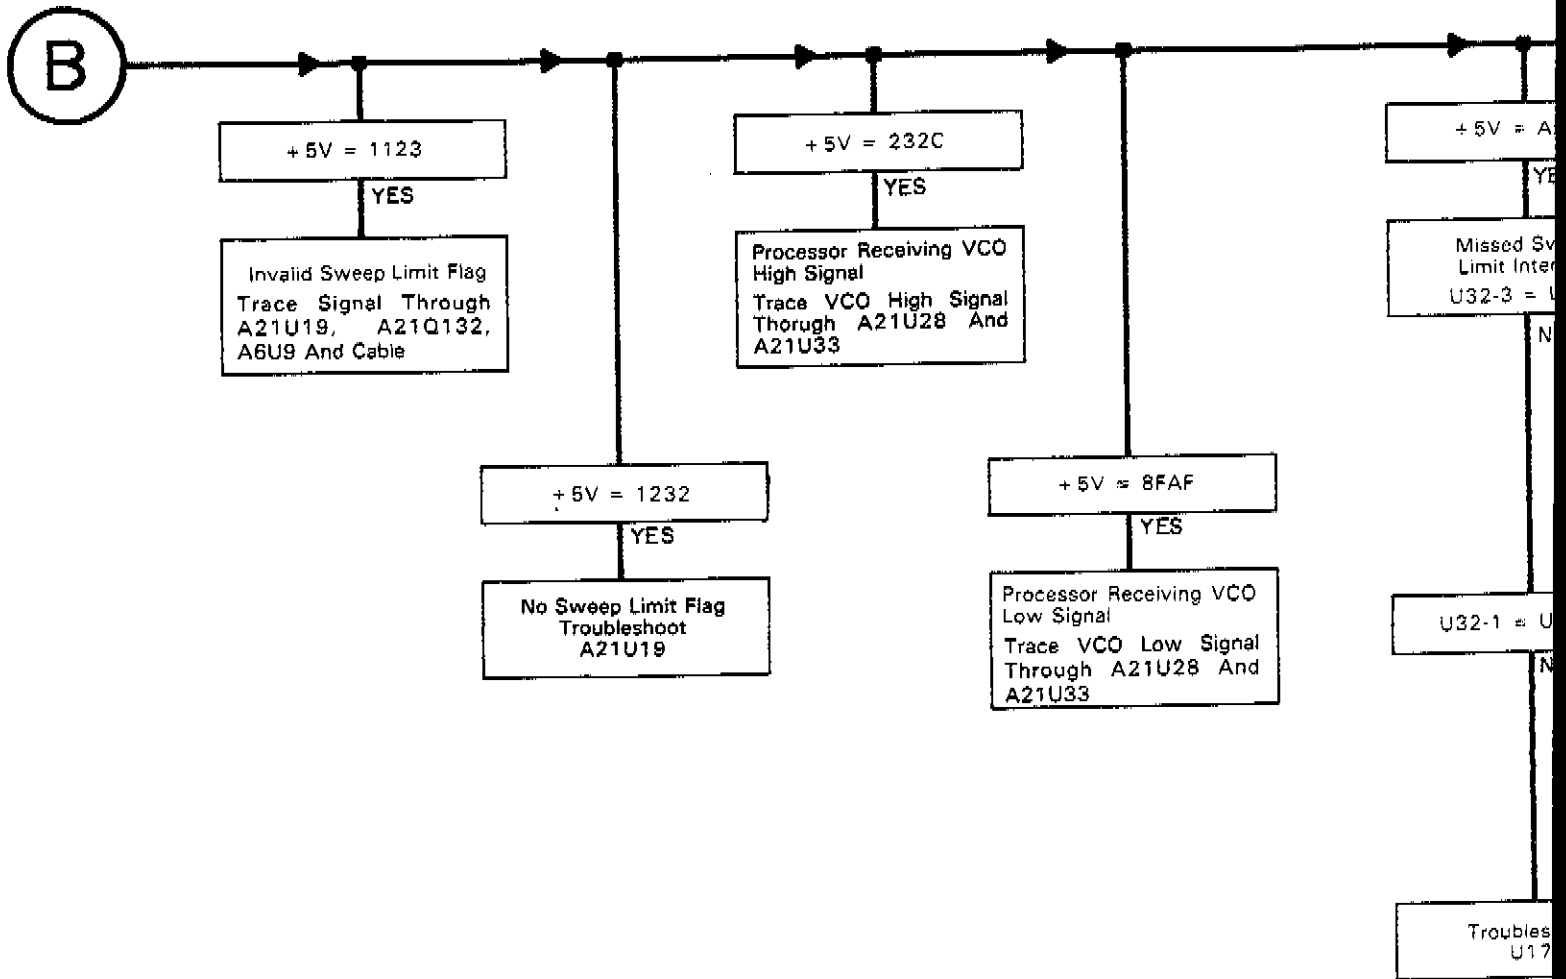 B
+5V = 1123
YES
Invalid Sweep Limit Flag
Trace Signal Through
A21U19, A21Q132,
A6U9 And Cable
+5V = 1232
YES
No Sweep Limit Flag
Troubleshoot
A21U19
+5V = 232C
YES
Processor Receiving VCO
High Signal
Trace VCO High Signal
Thorugh A21U28 And
A21U33
+5V = 8FAF
YES
Processor Receiving VCO
Low Signal
Trace VCO Low Signal
Through A21U28 And
A21U33
+5V = A
YE
Missed Sw
Limit Inter
U32-3 =
N
U32-1 = U
N
Troubles
U17